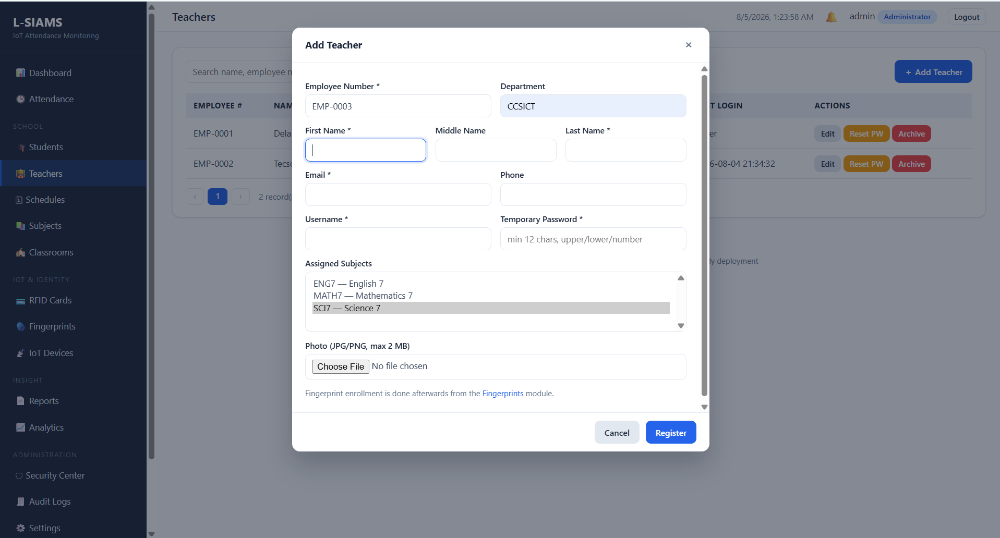 L-SIAMS
IoT Attendance Monitoring
Dashboard
Attendance
SCHOOL
Students
Teachers
Schedules
Subjects
Classrooms
IOT & IDENTITY
RFID Cards
Fingerprints
IoT Devices
INSIGHT
Reports
Analytics
ADMINISTRATION
Security Center
Audit Logs
Settings
Teachers
8/5/2026, 1:23:58 AM
admin Administrator
Logout
Search name, employee n
+ Add Teacher
EMPLOYEE # NAM T LOGIN ACTIONS
EMP-0001 Dela er Edit Reset PW Archive
EMP-0002 Tecso 6-08-04 21:34:32 Edit Reset PW Archive
‹ 1 › 2 record(s
ly deployment
Add Teacher ×
Employee Number * Department
EMP-0003 CCSICT
First Name * Middle Name Last Name *
Email * Phone
Username * Temporary Password *
min 12 chars, upper/lower/number
Assigned Subjects
ENG7 — English 7
MATH7 — Mathematics 7
SCI7 — Science 7
Photo (JPG/PNG, max 2 MB)
Choose File No file chosen
Fingerprint enrollment is done afterwards from the Fingerprints module.
Cancel Register